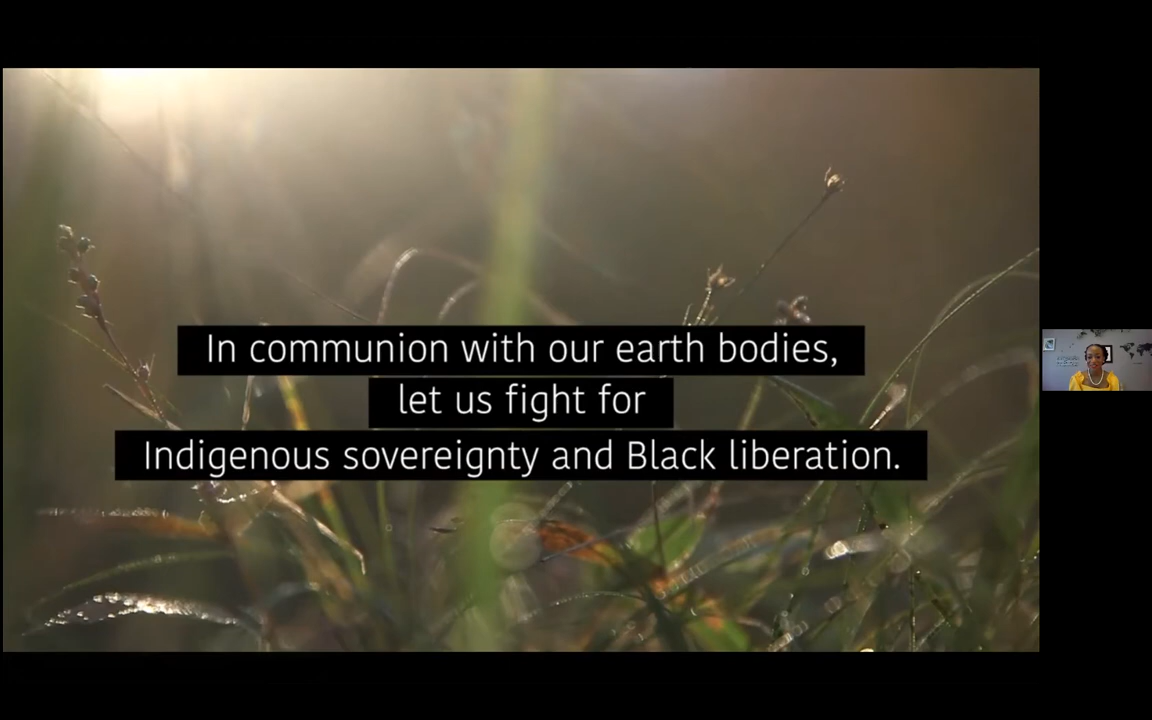 In communion with our earth bodies,
let us fight for
Indigenous sovereignty and Black liberation.